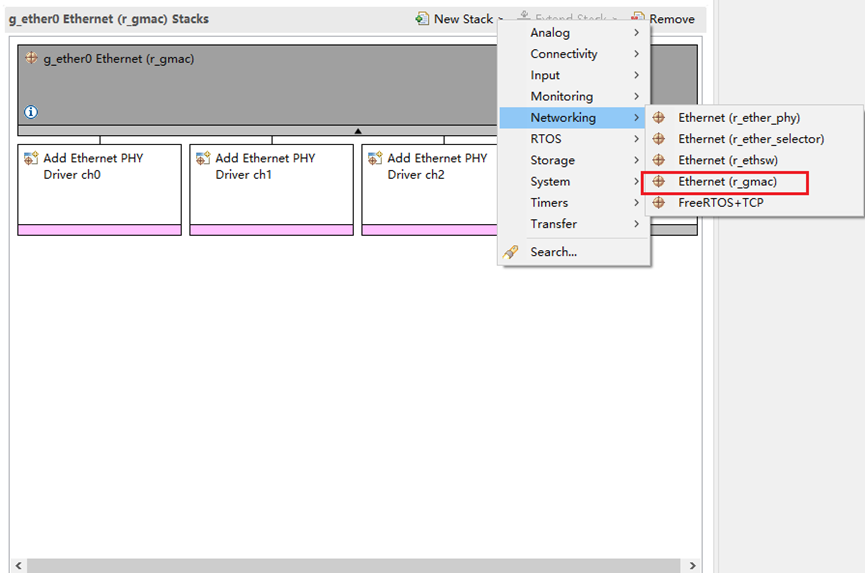 g_ether0 Ethernet (r_gmac) Stacks
New Stack >
Extend Stack >
Remove
g_ether0 Ethernet (r_gmac)
Add Ethernet PHY
Driver ch0
Add Ethernet PHY
Driver ch1
Add Ethernet PHY
Driver ch2
Analog
Connectivity
Input
Monitoring
Networking
RTOS
Storage
System
Timers
Transfer
Search...
Ethernet (r_ether_phy)
Ethernet (r_ether_selector)
Ethernet (r_ethsw)
Ethernet (r_gmac)
FreeRTOS+TCP